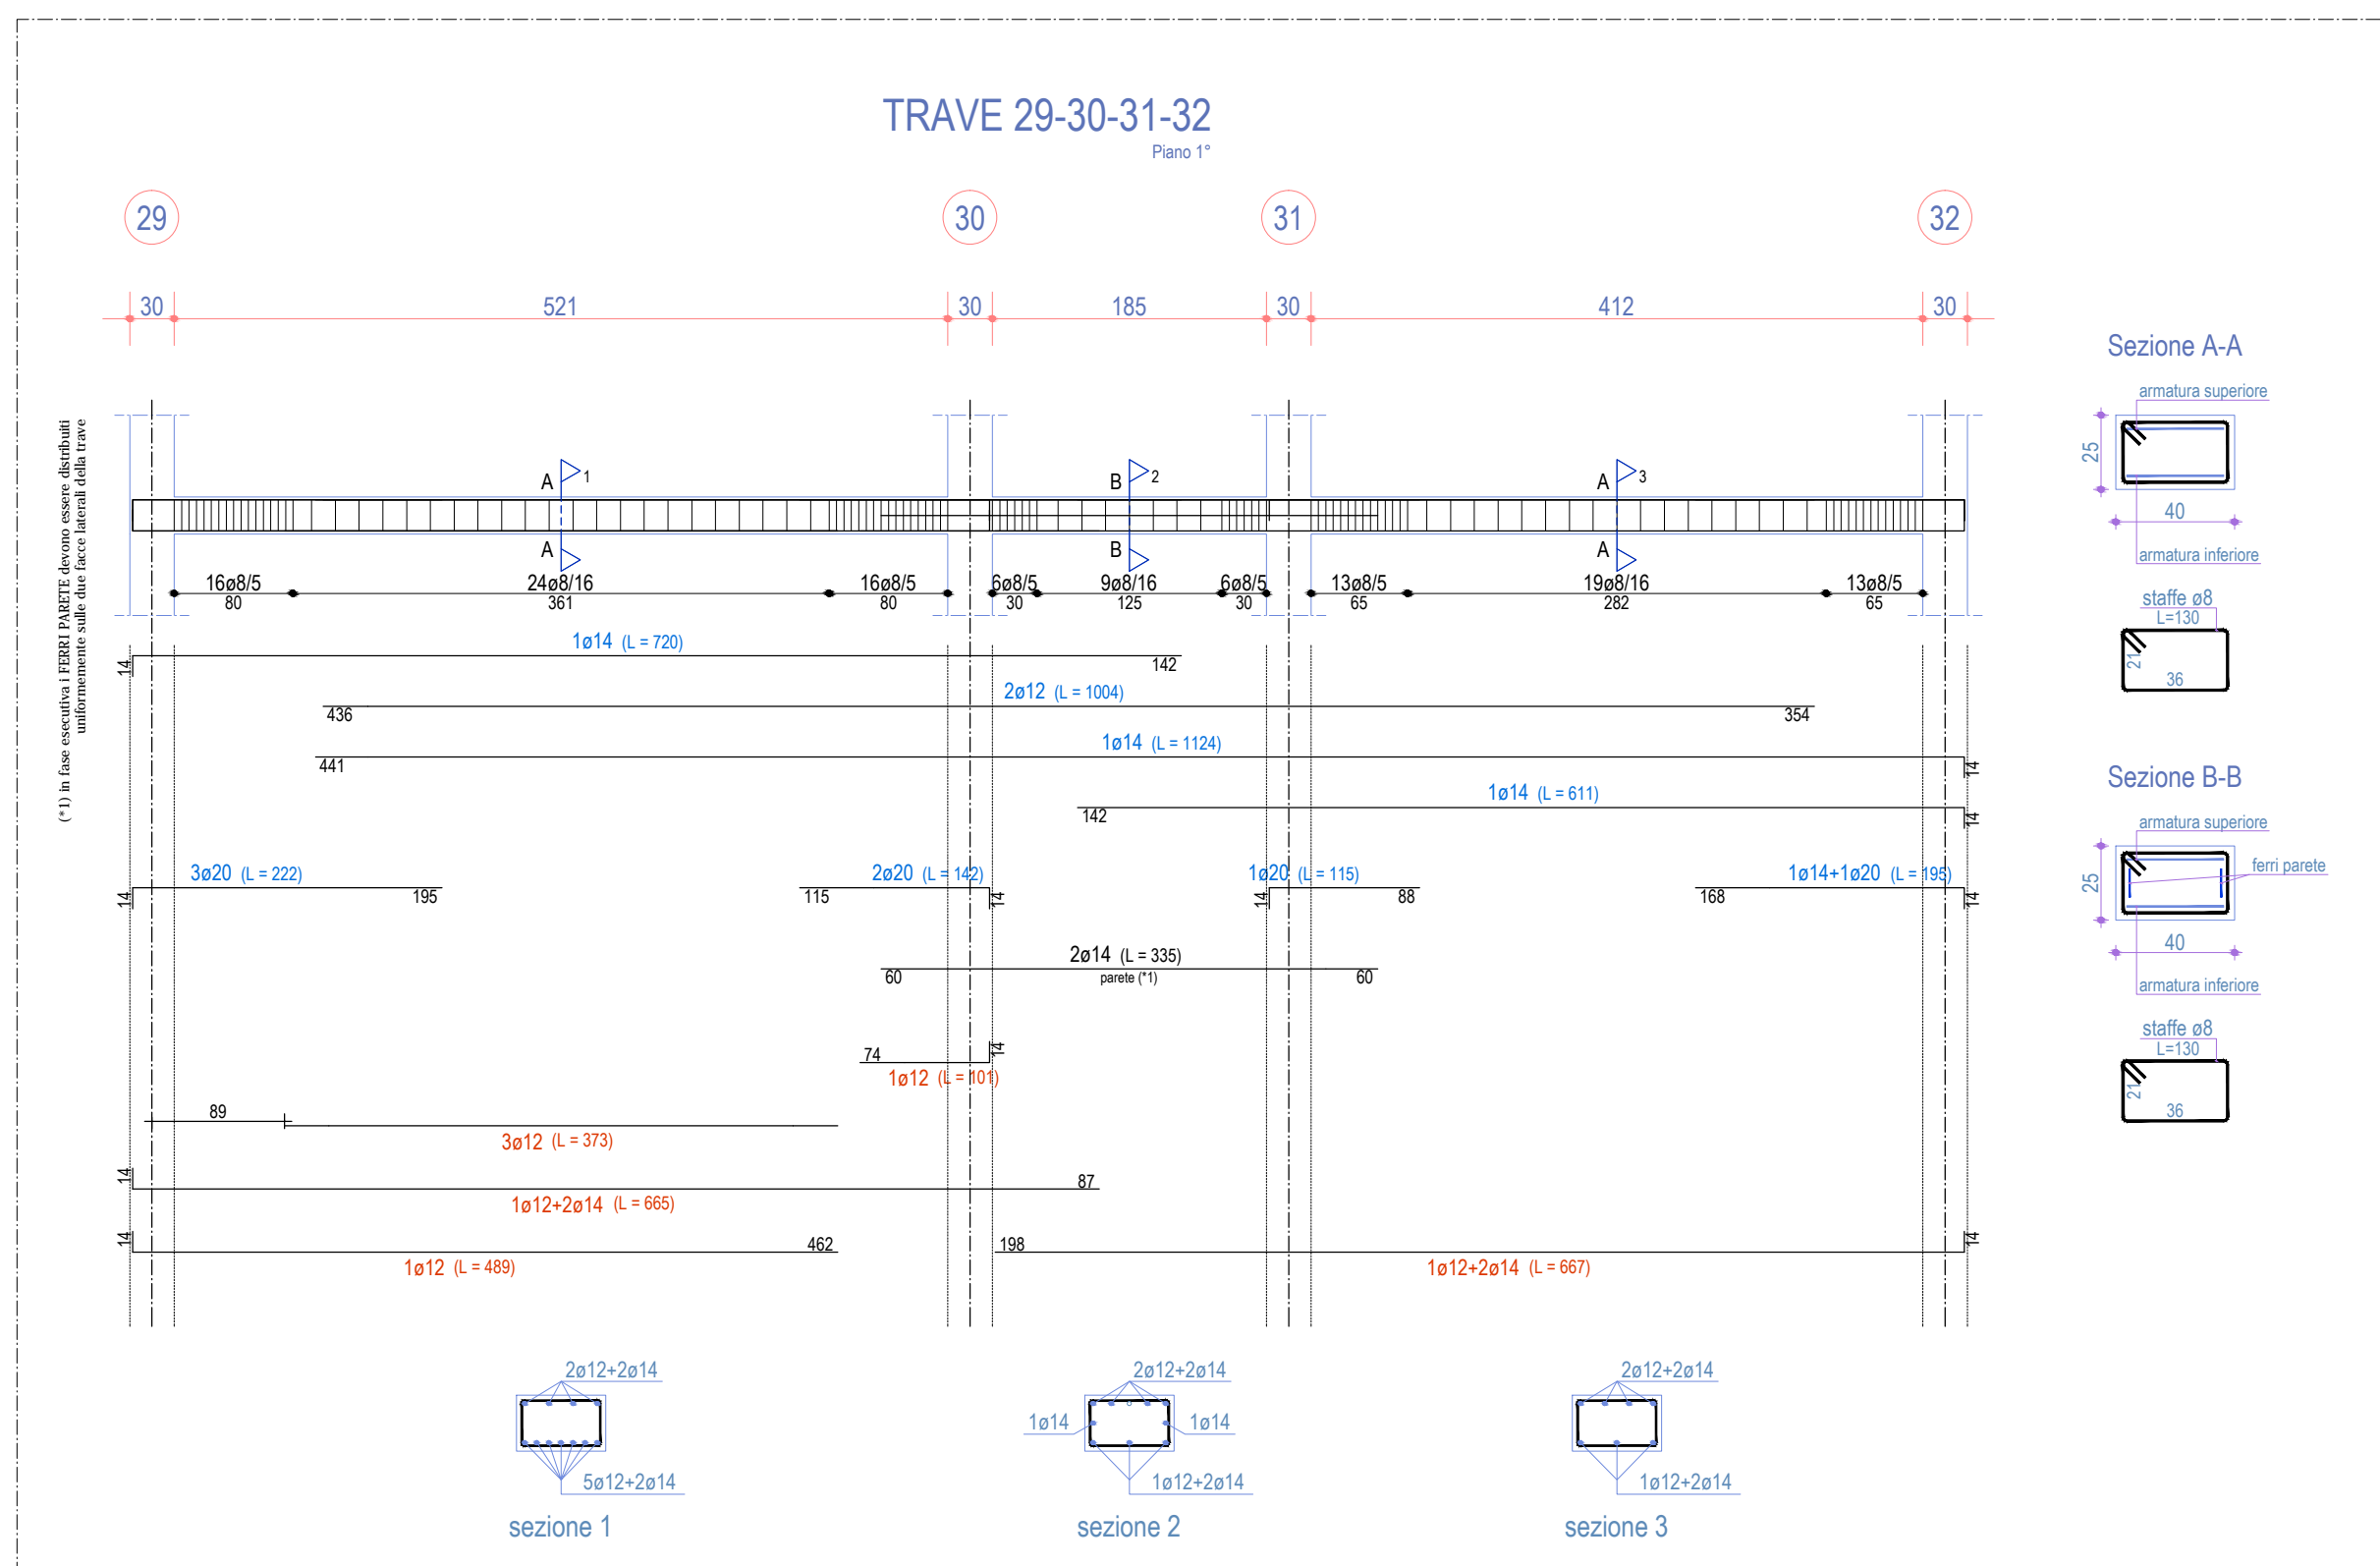 TRAVE 29-30-31-32
Piano 1°
29 30 31 32
30 521 30 185 30 412 30
(*1) in fase esecutiva i FERRI PARETE devono essere distribuiti
uniformemente sulle due facce laterali della trave
A 1 B 2 A 3
A B A
16ø8/5 24ø8/16 16ø8/5 6ø8/5 9ø8/16 6ø8/5 13ø8/5 19ø8/16 13ø8/5
80 361 80 30 125 30 65 282 65
1ø14 (L = 720)
14 142
2ø12 (L = 1004)
436 354
1ø14 (L = 1124)
441 14
1ø14 (L = 611)
142 14
3ø20 (L = 222) 2ø20 (L = 142) 1ø20 (L = 115) 1ø14+1ø20 (L = 195)
14 195 115 14 14 88 168 14
2ø14 (L = 335)
60 parete (*1) 60
74 14
1ø12 (L = 101)
89
3ø12 (L = 373)
14 87
1ø12+2ø14 (L = 665)
14 462 198 14
1ø12 (L = 489) 1ø12+2ø14 (L = 667)
Sezione A-A
armatura superiore
25
40
armatura inferiore
staffe ø8
L=130
21
36
Sezione B-B
armatura superiore
ferri parete
25
40
armatura inferiore
staffe ø8
L=130
21
36
2ø12+2ø14 2ø12+2ø14 2ø12+2ø14
1ø14 1ø14
5ø12+2ø14 1ø12+2ø14 1ø12+2ø14
sezione 1 sezione 2 sezione 3